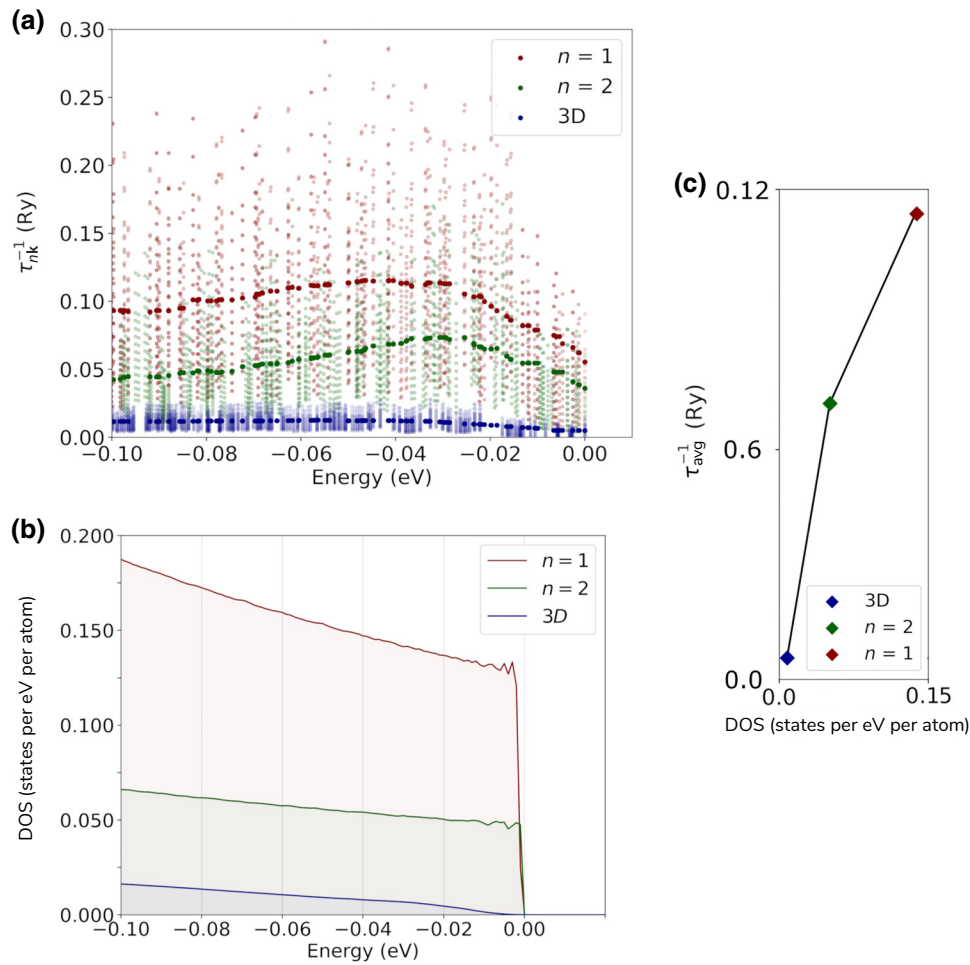 (a)
0.30
0.25
0.20
0.15
0.10
0.05
0.00
τ⁻¹ₙₖ (Ry)
n = 1
n = 2
3D
−0.10
−0.08
−0.06
−0.04
−0.02
0.00
Energy (eV)
(b)
0.200
0.150
0.100
0.050
0.000
DOS (states per eV per atom)
n = 1
n = 2
3D
−0.10
−0.08
−0.06
−0.04
−0.02
0.00
Energy (eV)
(c)
0.12
0.6
0.0
τ⁻¹avg (Ry)
3D
n = 2
n = 1
0.0
0.15
DOS (states per eV per atom)